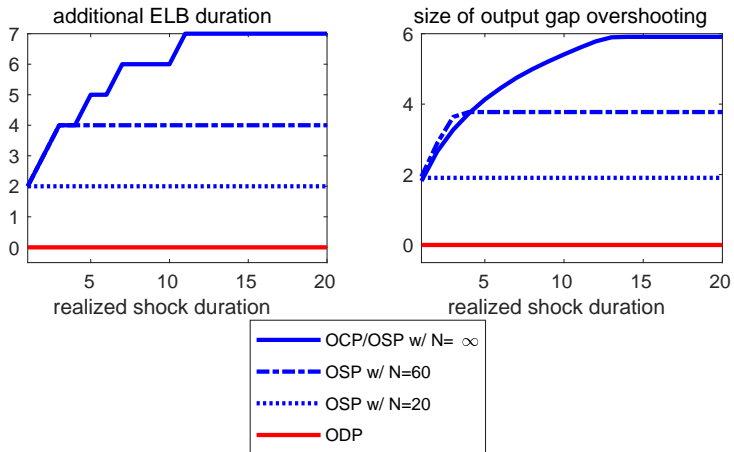 additional ELB duration
7
6
5
4
3
2
1
0
5 10 15 20
realized shock duration
size of output gap overshooting
6
4
2
0
5 10 15 20
realized shock duration
OCP/OSP w/ N= ∞
OSP w/ N=60
OSP w/ N=20
ODP